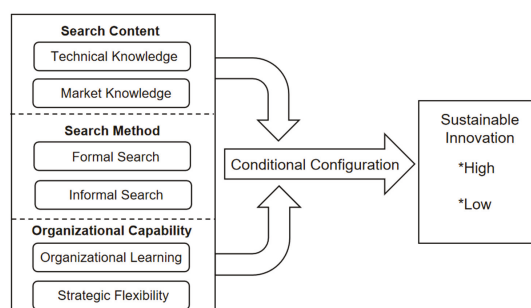 Search Content
Technical Knowledge
Market Knowledge
Search Method
Formal Search
Informal Search
Organizational Capability
Organizational Learning
Strategic Flexibility
Conditional Configuration
Sustainable
Innovation
*High
*Low